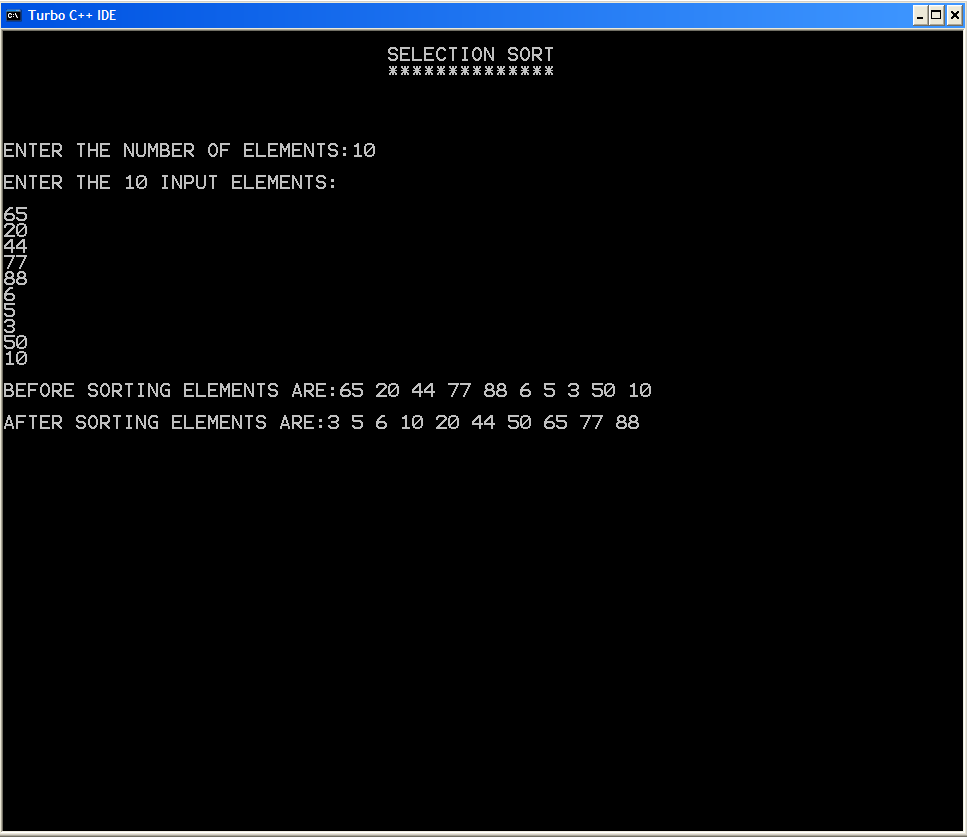 Turbo C++ IDE
SELECTION SORT
**************
ENTER THE NUMBER OF ELEMENTS:10
ENTER THE 10 INPUT ELEMENTS:
65
20
44
77
88
6
5
3
50
10
BEFORE SORTING ELEMENTS ARE:65 20 44 77 88 6 5 3 50 10
AFTER SORTING ELEMENTS ARE:3 5 6 10 20 44 50 65 77 88